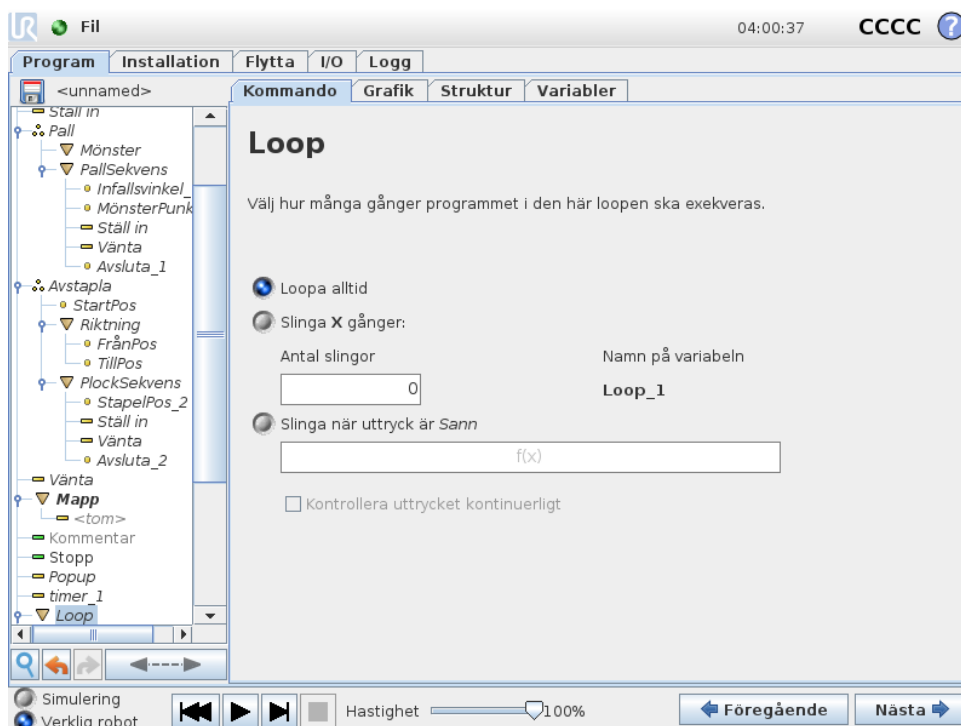 UR Fil 04:00:37 CCCC ?
Program Installation Flytta I/O Logg
<unnamed>
Kommando Grafik Struktur Variabler
Ställ in
Pall
Mönster
PallSekvens
Infallsvinkel_
MönsterPunk
Ställ in
Vänta
Avsluta_1
Avstapla
StartPos
Riktning
FrånPos
TillPos
PlockSekvens
StapelPos_2
Ställ in
Vänta
Avsluta_2
Vänta
Mapp
<tom>
Kommentar
Stopp
Popup
timer_1
Loop
Loop
Välj hur många gånger programmet i den här loopen ska exekveras.
Loopa alltid
Slinga X gånger:
Antal slingor Namn på variabeln
0 Loop_1
Slinga när uttryck är Sann
f(x)
Kontrollera uttrycket kontinuerligt
Simulering
Verklig robot
Hastighet 100%
Föregående Nästa